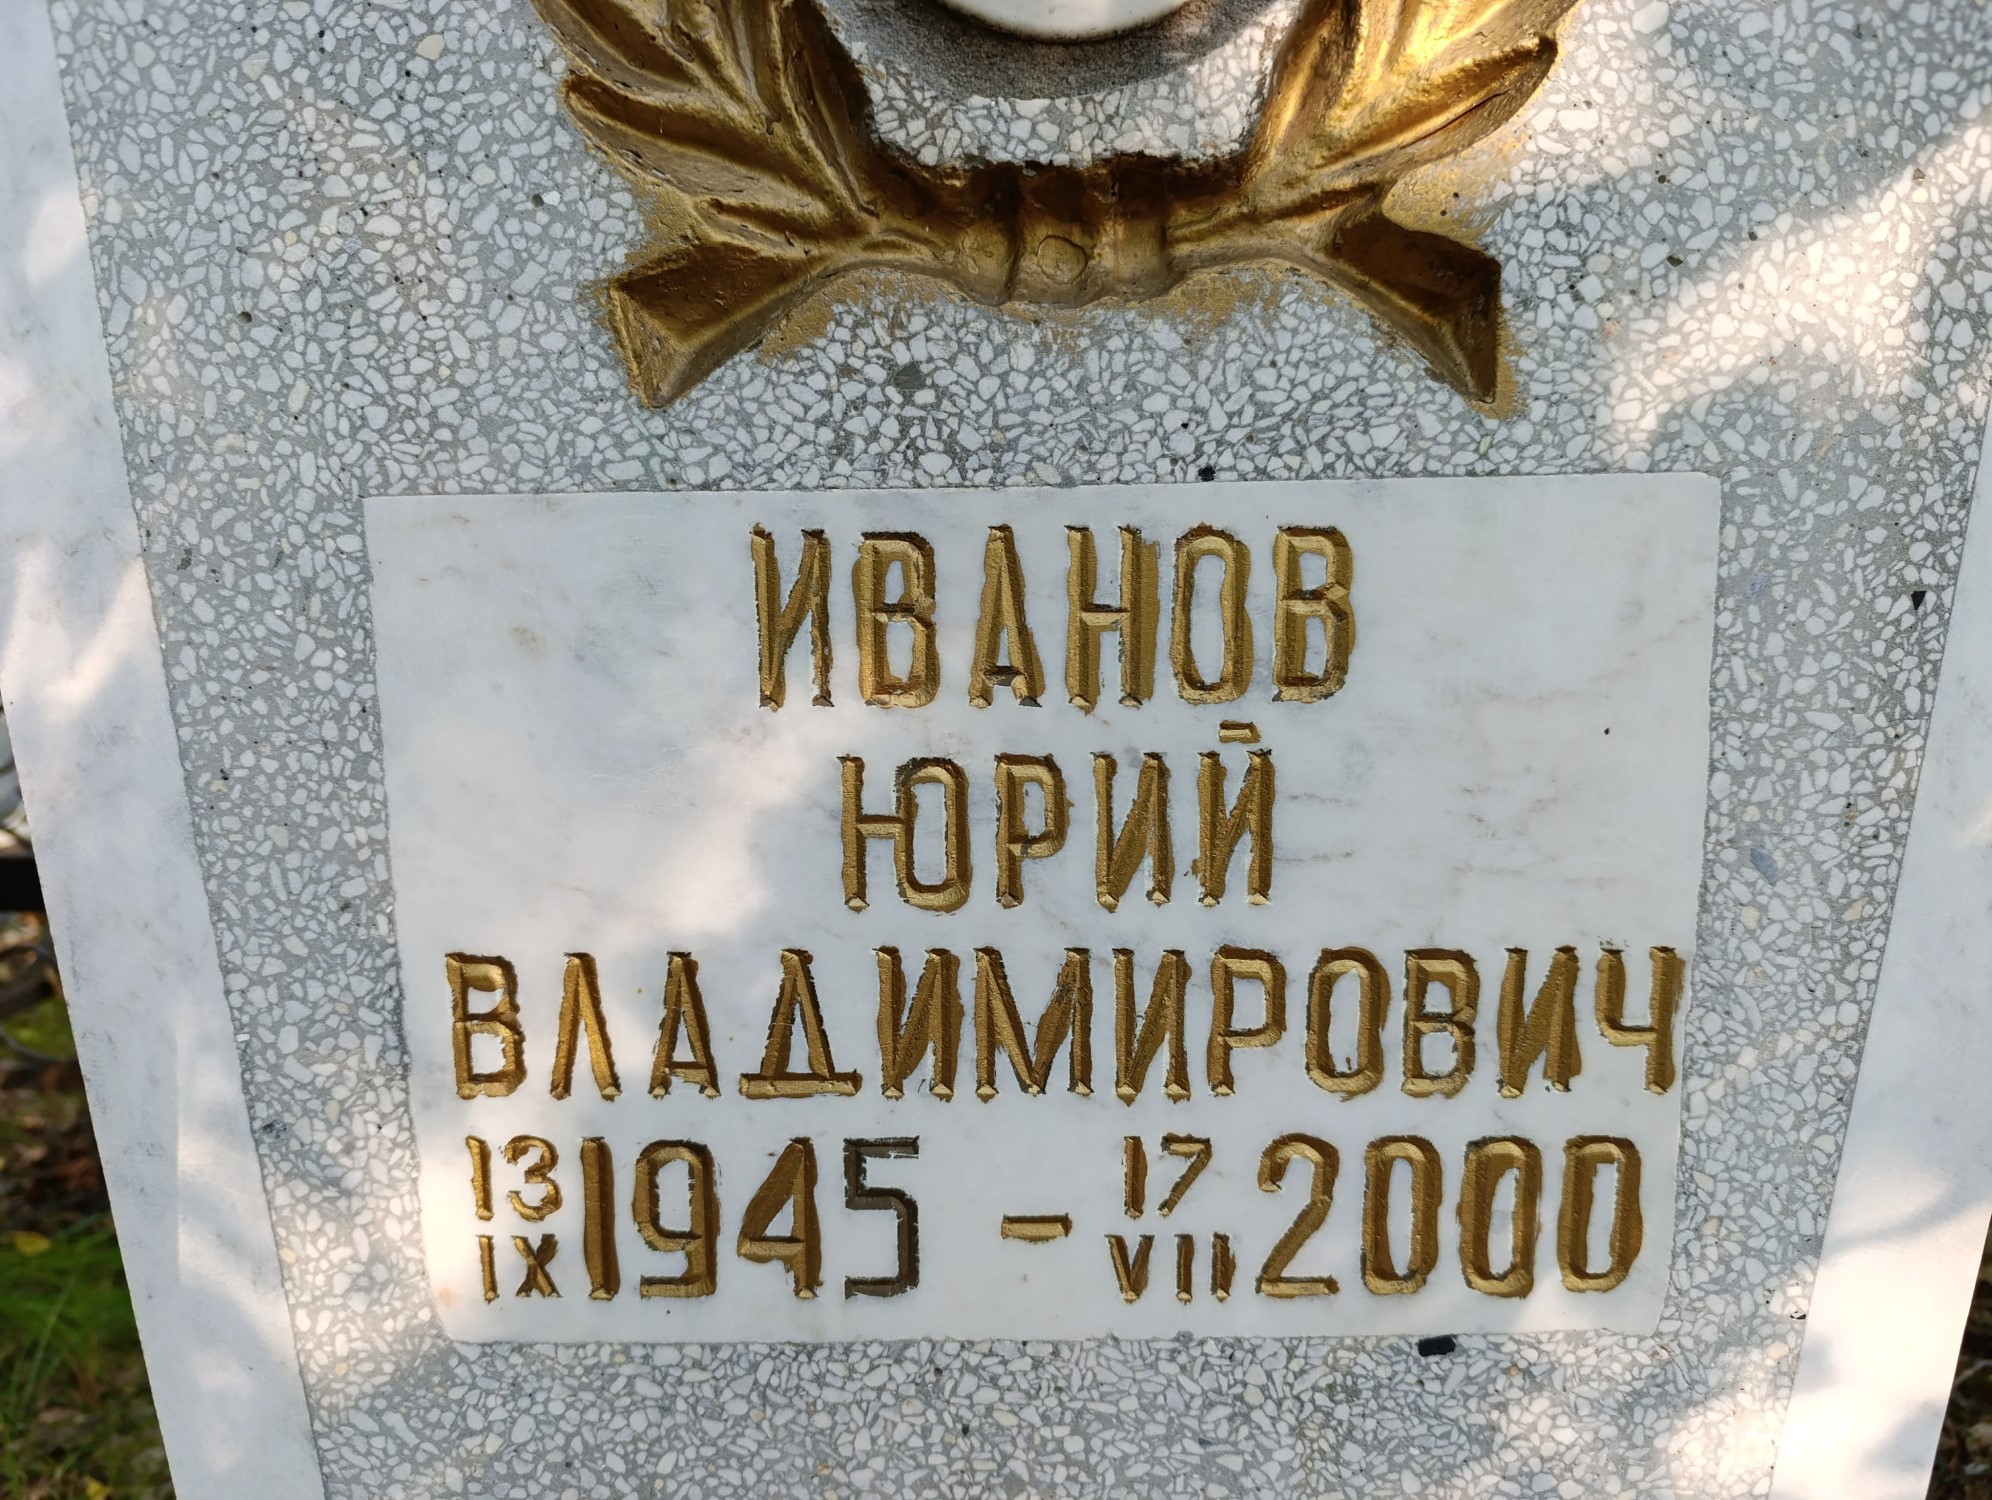 ИВАНОВ
ЮРИЙ
ВЛАДИМИРОВИЧ
13 IX 1945 - 17 VII 2000